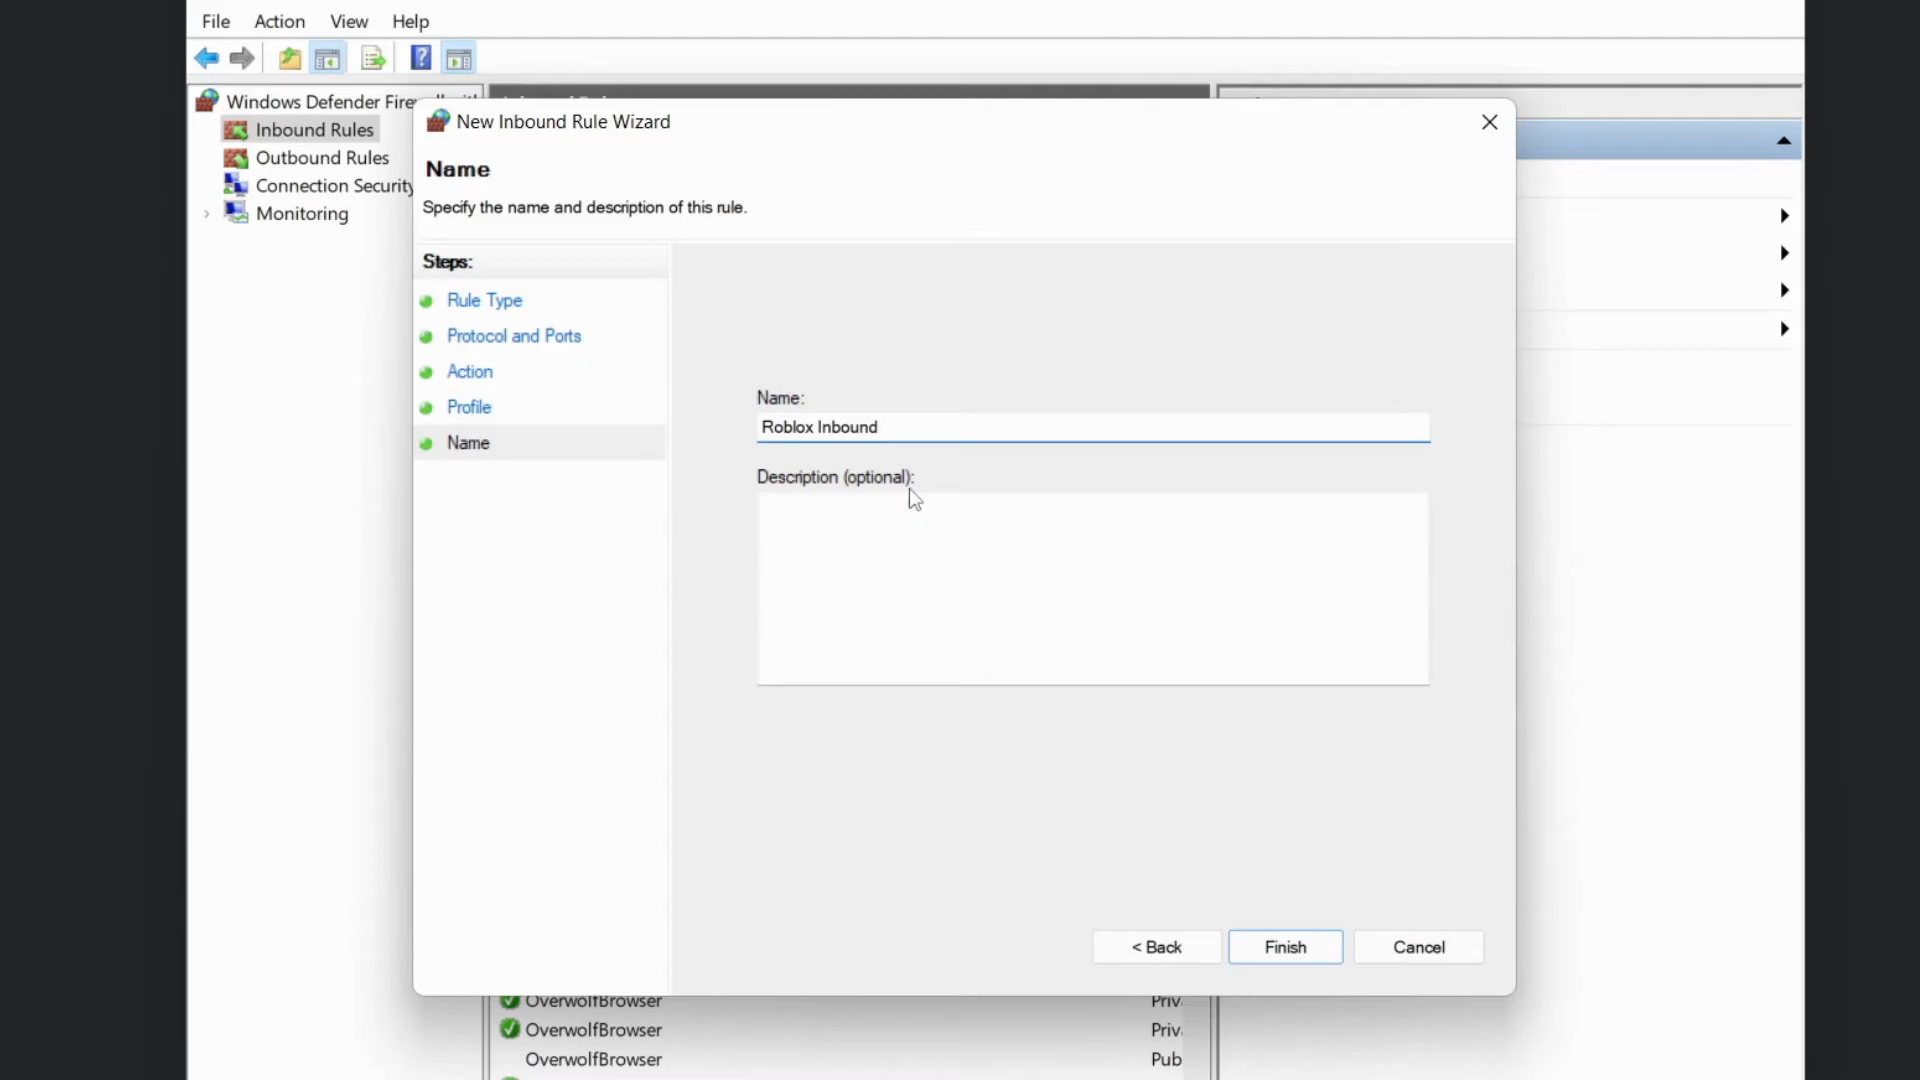 File Action View Help
Windows Defender Fire
Inbound Rules
Outbound Rules
Connection Security
Monitoring
New Inbound Rule Wizard
Name
Specify the name and description of this rule.
Steps:
Rule Type
Protocol and Ports
Action
Profile
Name
Name:
Roblox Inbound
Description (optional):
< Back Finish Cancel
OverwolfBrowser Priv
OverwolfBrowser Priv
OverwolfBrowser Pub